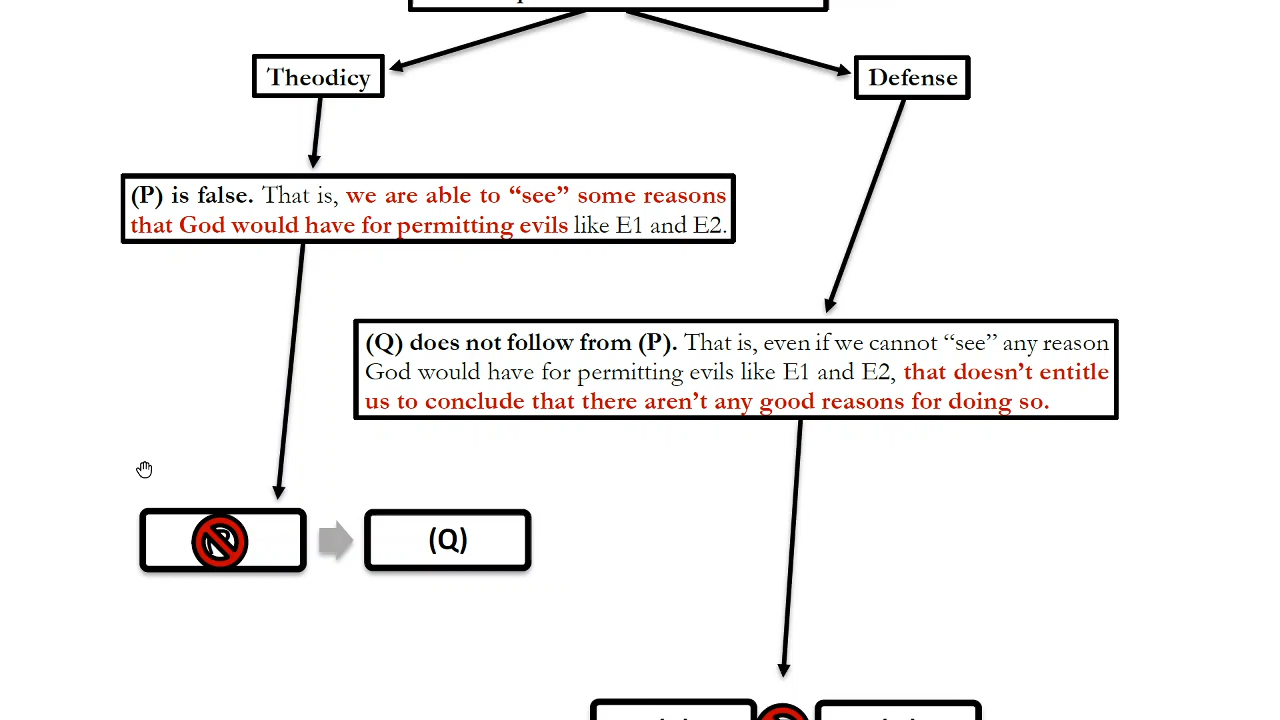 Theodicy
Defense
(P) is false. That is, we are able to “see” some reasons
that God would have for permitting evils like E1 and E2.
(Q) does not follow from (P). That is, even if we cannot “see” any reason
God would have for permitting evils like E1 and E2, that doesn’t entitle
us to conclude that there aren’t any good reasons for doing so.
(Q)